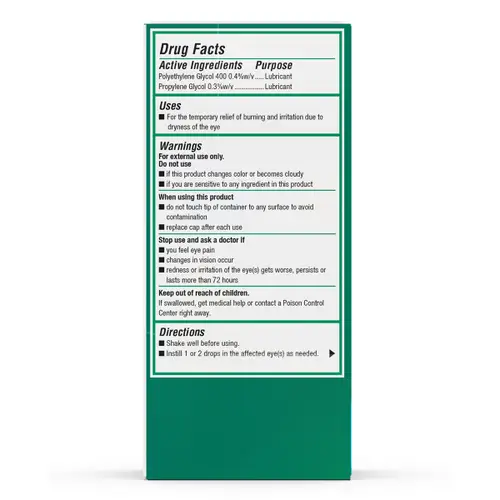 Drug Facts
Active Ingredients Purpose
Polyethylene Glycol 400 0.4%w/v ..... Lubricant
Propylene Glycol 0.3%w/v ................ Lubricant
Uses
■ For the temporary relief of burning and irritation due to
dryness of the eye
Warnings
For external use only.
Do not use
■ if this product changes color or becomes cloudy
■ if you are sensitive to any ingredient in this product
When using this product
■ do not touch tip of container to any surface to avoid
contamination
■ replace cap after each use
Stop use and ask a doctor if
■ you feel eye pain
■ changes in vision occur
■ redness or irritation of the eye(s) gets worse, persists or
lasts more than 72 hours
Keep out of reach of children.
If swallowed, get medical help or contact a Poison Control
Center right away.
Directions
■ Shake well before using.
■ Instill 1 or 2 drops in the affected eye(s) as needed.